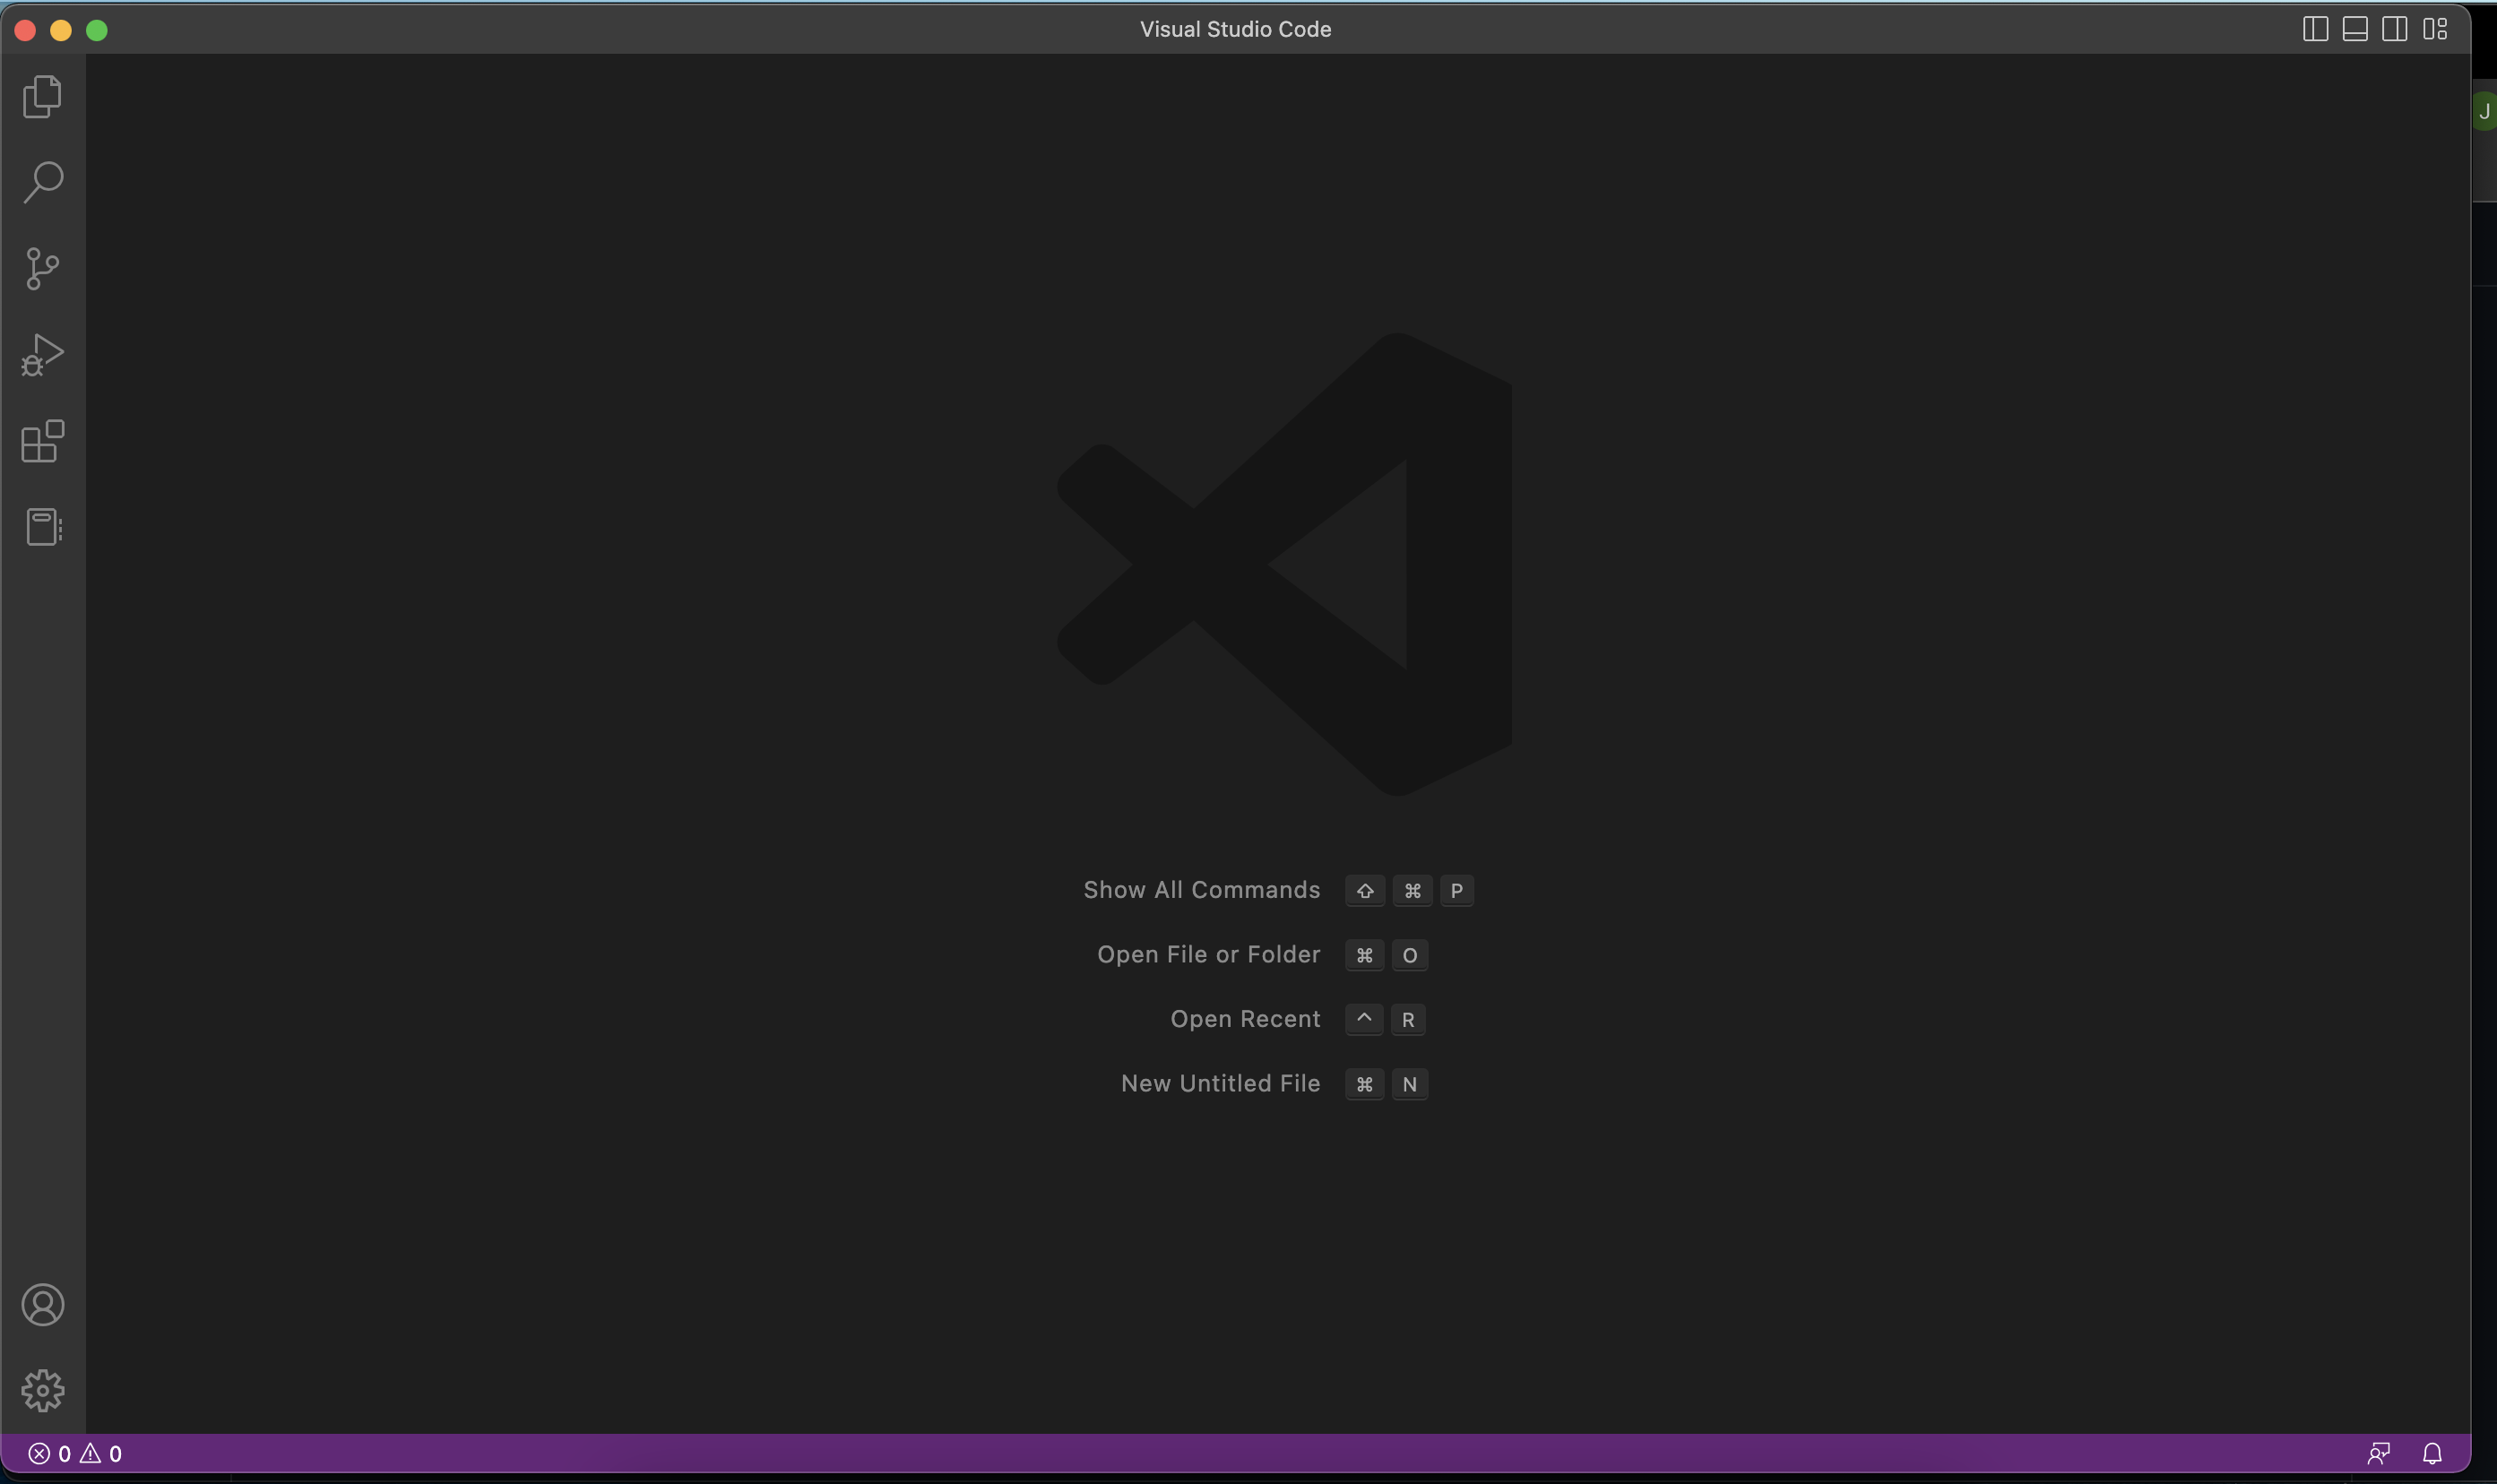 Visual Studio Code
J
Show All Commands ⇧ ⌘ P
Open File or Folder ⌘ O
Open Recent ^ R
New Untitled File ⌘ N
0 0